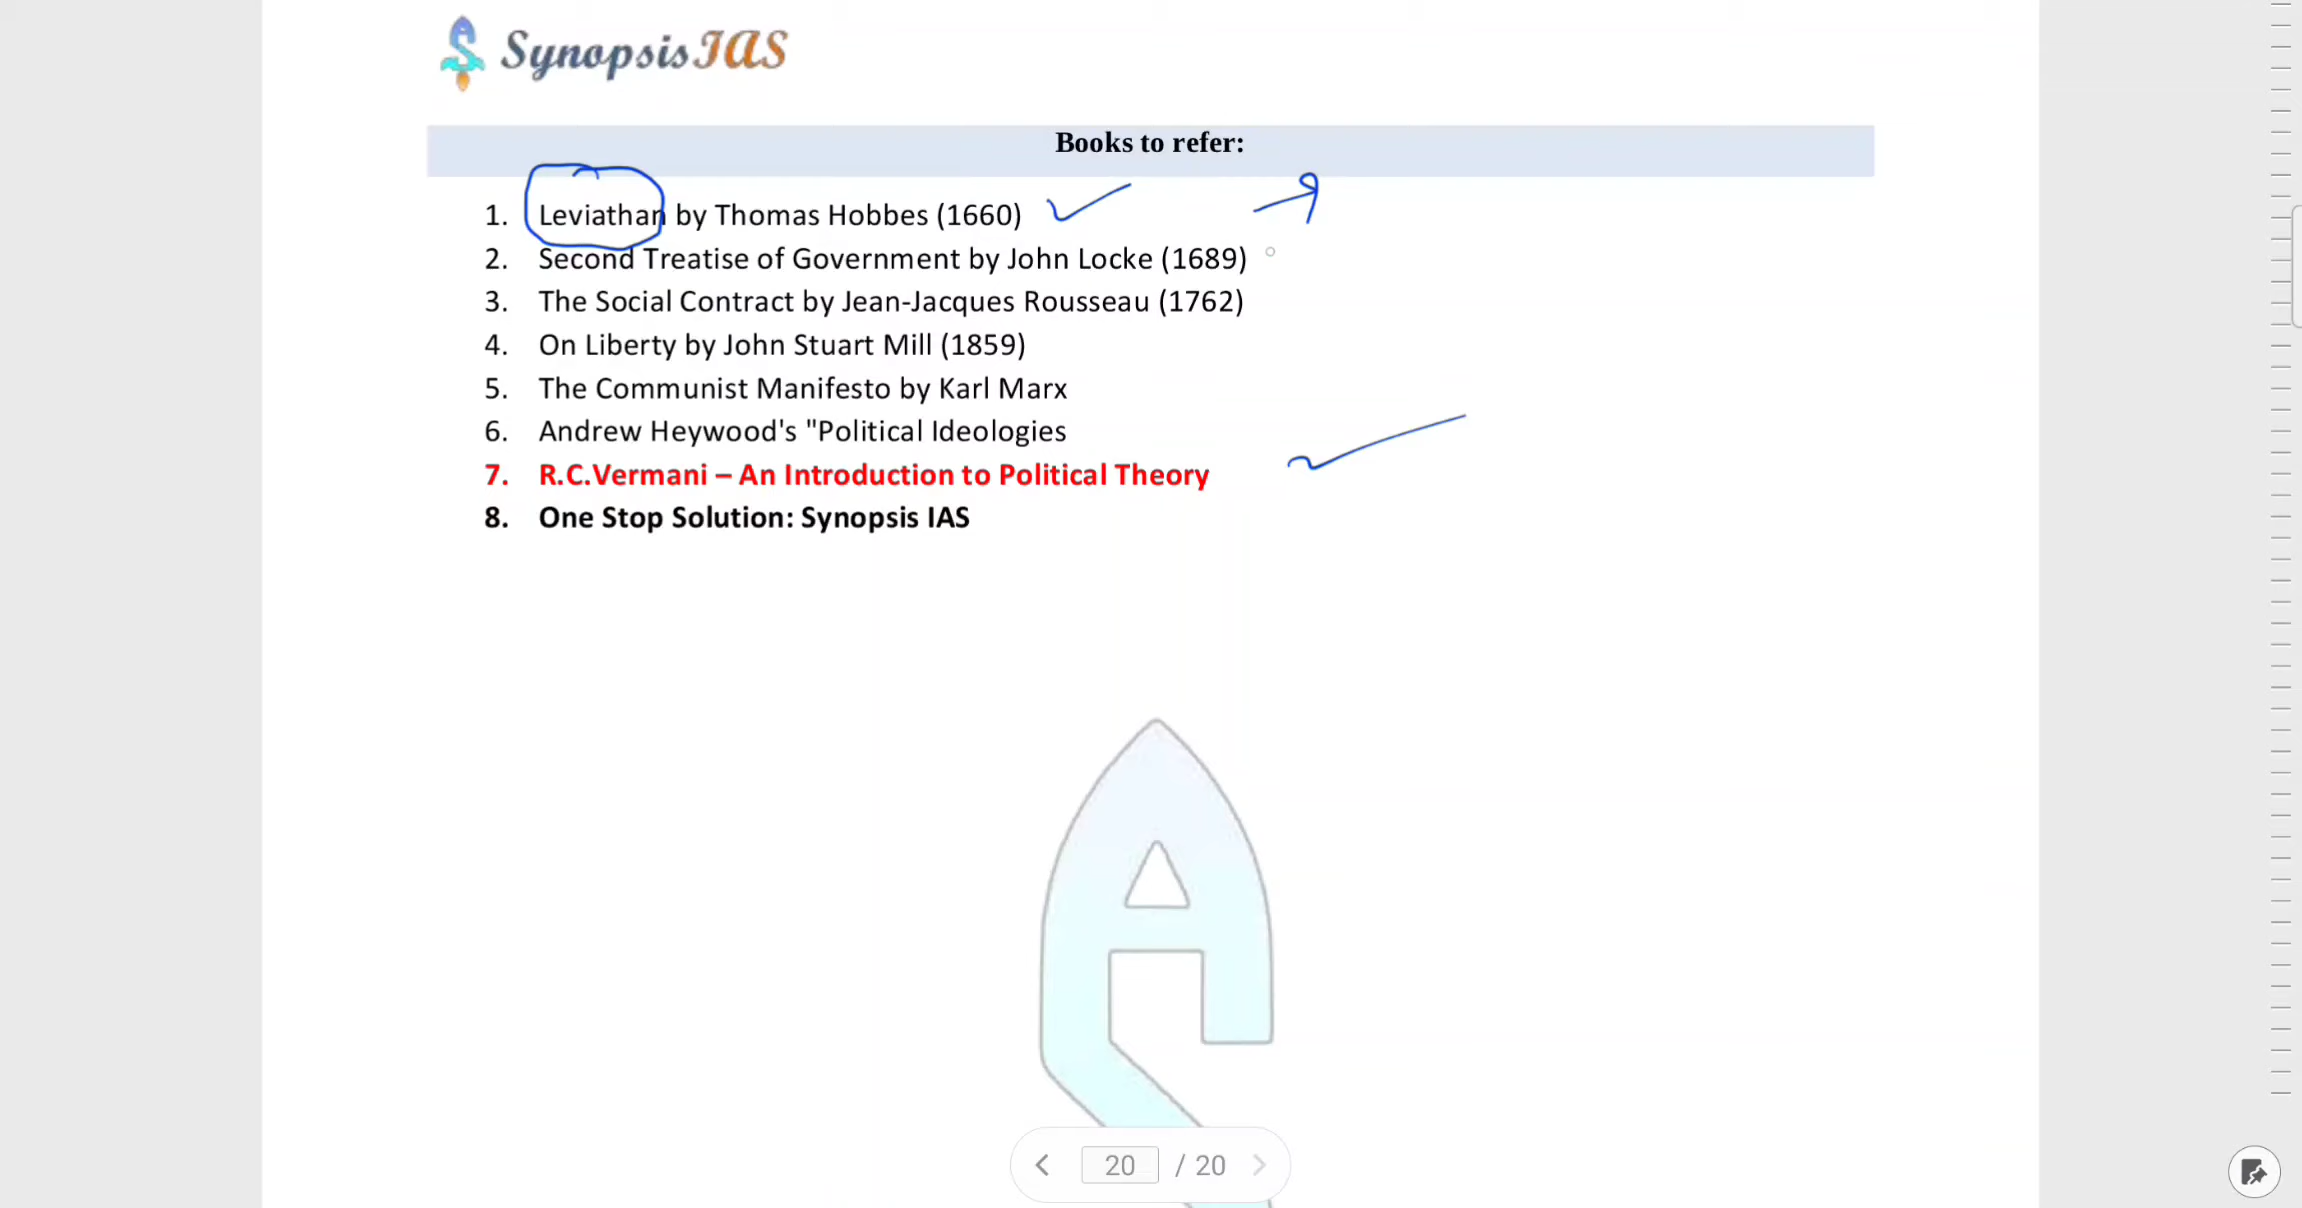 Synopsis IAS
Books to refer:
1. Leviathan by Thomas Hobbes (1660)
2. Second Treatise of Government by John Locke (1689)
3. The Social Contract by Jean-Jacques Rousseau (1762)
4. On Liberty by John Stuart Mill (1859)
5. The Communist Manifesto by Karl Marx
6. Andrew Heywood's "Political Ideologies
7. R.C.Vermani – An Introduction to Political Theory
8. One Stop Solution: Synopsis IAS
20 / 20